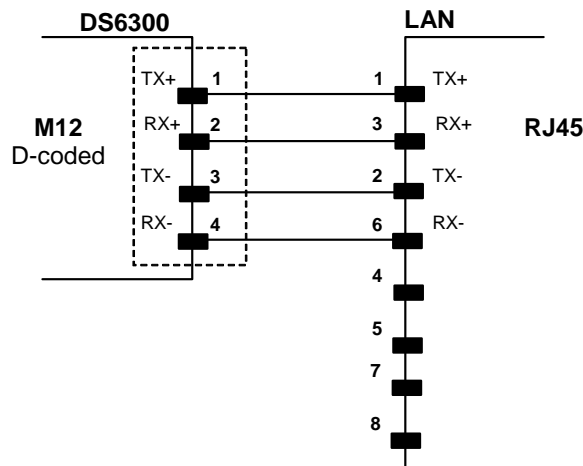 DS6300 LAN
TX+ 1 1 TX+
M12 RX+ 2 3 RX+ RJ45
D-coded
TX- 3 2 TX-
RX- 4 6 RX-
4
5
7
8